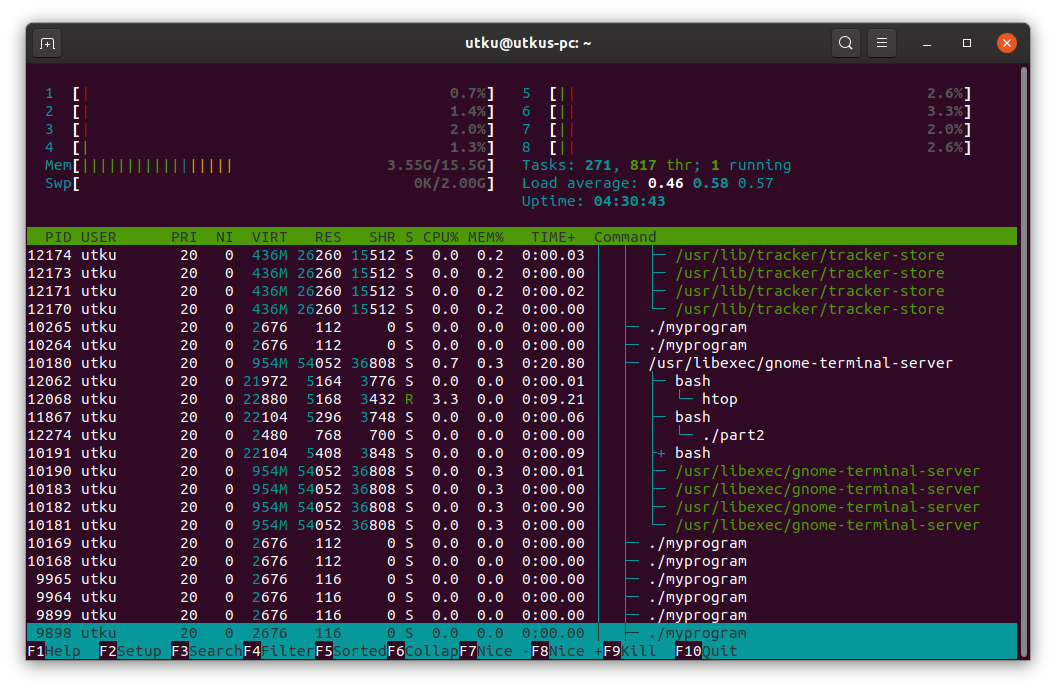 utku@utkus-pc: ~
1 [| 0.7%] 5 [|| 2.6%]
2 [| 1.4%] 6 [|| 3.3%]
3 [| 2.0%] 7 [|| 2.0%]
4 [| 1.3%] 8 [|| 2.6%]
Mem[||||||||||||||||| 3.55G/15.5G] Tasks: 271, 817 thr; 1 running
Swp[ 0K/2.00G] Load average: 0.46 0.58 0.57
Uptime: 04:30:43
PID USER PRI NI VIRT RES SHR S CPU% MEM% TIME+ Command
12174 utku 20 0 436M 26260 15512 S 0.0 0.2 0:00.03 │ │ ├─ /usr/lib/tracker/tracker-store
12173 utku 20 0 436M 26260 15512 S 0.0 0.2 0:00.00 │ │ ├─ /usr/lib/tracker/tracker-store
12171 utku 20 0 436M 26260 15512 S 0.0 0.2 0:00.02 │ │ ├─ /usr/lib/tracker/tracker-store
12170 utku 20 0 436M 26260 15512 S 0.0 0.2 0:00.00 │ │ └─ /usr/lib/tracker/tracker-store
10265 utku 20 0 2676 112 0 S 0.0 0.0 0:00.00 │ ├─ ./myprogram
10264 utku 20 0 2676 112 0 S 0.0 0.0 0:00.00 │ ├─ ./myprogram
10180 utku 20 0 954M 54052 36808 S 0.7 0.3 0:20.80 │ ├─ /usr/libexec/gnome-terminal-server
12062 utku 20 0 21972 5164 3776 S 0.0 0.0 0:00.01 │ │ ├─ bash
12068 utku 20 0 22880 5168 3432 R 3.3 0.0 0:09.21 │ │ │ └─ htop
11867 utku 20 0 22104 5296 3748 S 0.0 0.0 0:00.06 │ │ ├─ bash
12274 utku 20 0 2480 768 700 S 0.0 0.0 0:00.00 │ │ │ └─ ./part2
10191 utku 20 0 22104 5408 3848 S 0.0 0.0 0:00.09 │ │ ├+ bash
10190 utku 20 0 954M 54052 36808 S 0.0 0.3 0:00.01 │ │ ├─ /usr/libexec/gnome-terminal-server
10183 utku 20 0 954M 54052 36808 S 0.0 0.3 0:00.00 │ │ ├─ /usr/libexec/gnome-terminal-server
10182 utku 20 0 954M 54052 36808 S 0.0 0.3 0:00.90 │ │ ├─ /usr/libexec/gnome-terminal-server
10181 utku 20 0 954M 54052 36808 S 0.0 0.3 0:00.00 │ │ └─ /usr/libexec/gnome-terminal-server
10169 utku 20 0 2676 112 0 S 0.0 0.0 0:00.00 │ ├─ ./myprogram
10168 utku 20 0 2676 112 0 S 0.0 0.0 0:00.00 │ ├─ ./myprogram
9965 utku 20 0 2676 116 0 S 0.0 0.0 0:00.00 │ ├─ ./myprogram
9964 utku 20 0 2676 116 0 S 0.0 0.0 0:00.00 │ ├─ ./myprogram
9899 utku 20 0 2676 116 0 S 0.0 0.0 0:00.00 │ ├─ ./myprogram
9898 utku 20 0 2676 116 0 S 0.0 0.0 0:00.00 │ ├─ ./myprogram
F1Help F2Setup F3SearchF4FilterF5SortedF6CollapF7Nice -F8Nice +F9Kill F10Quit